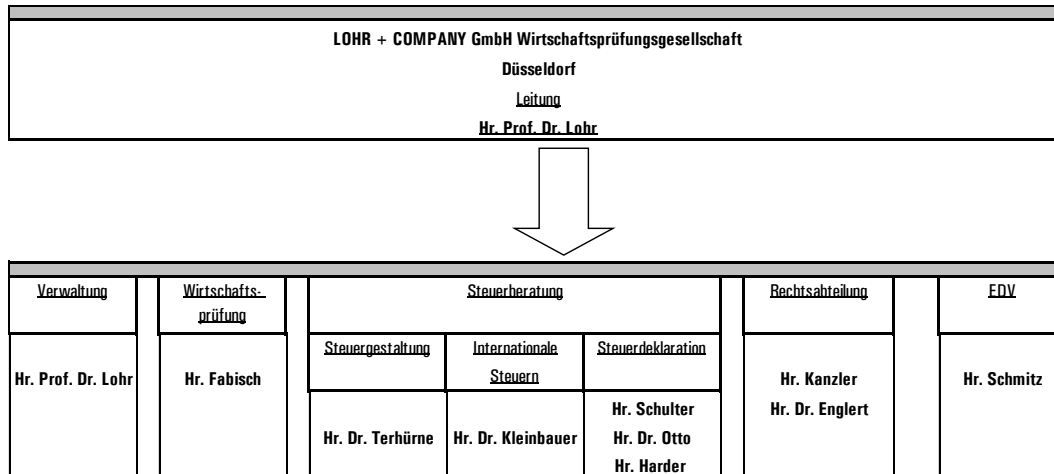 LOHR + COMPANY GmbH Wirtschaftsprüfungsgesellschaft
Düsseldorf
Leitung
Hr. Prof. Dr. Lohr
Verwaltung
Hr. Prof. Dr. Lohr
Wirtschafts-
prüfung
Hr. Fabisch
Steuerberatung
Steuergestaltung
Hr. Dr. Terhürne
Internationale
Steuern
Hr. Dr. Kleinbauer
Steuerdeklaration
Hr. Schulter
Hr. Dr. Otto
Hr. Harder
Rechtsabteilung
Hr. Kanzler
Hr. Dr. Englert
EDV
Hr. Schmitz